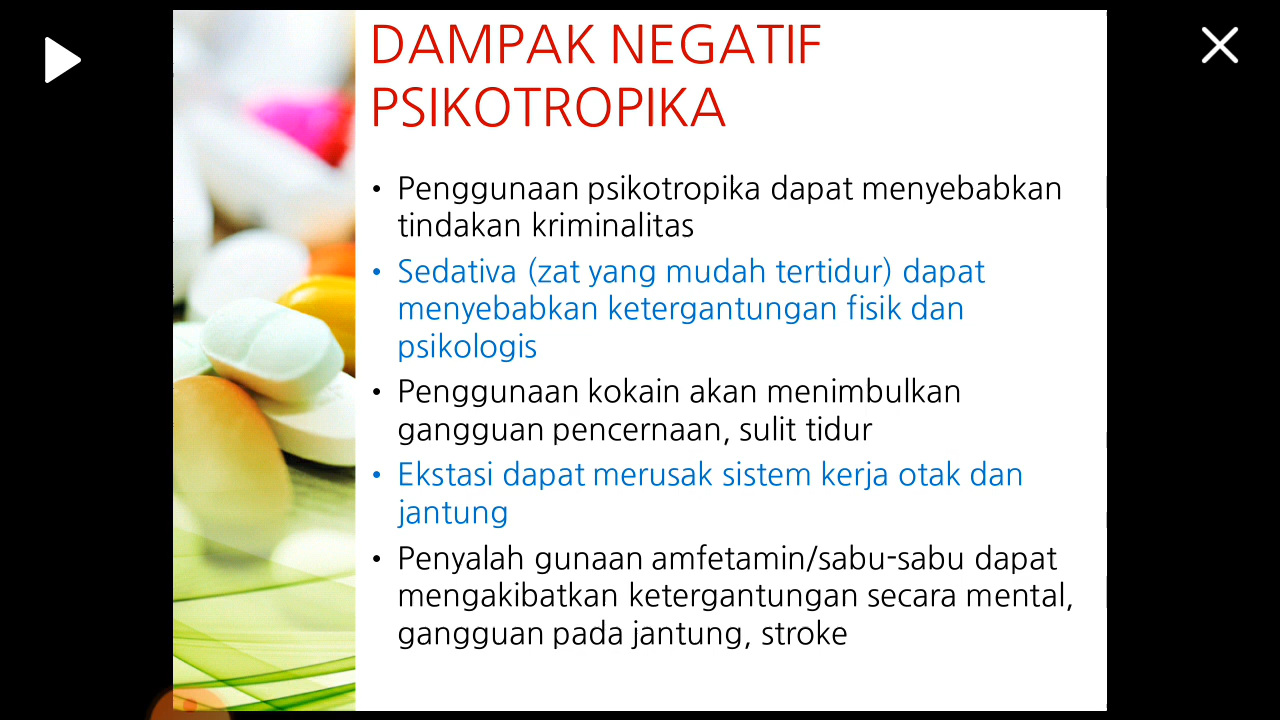 DAMPAK NEGATIF
PSIKOTROPIKA
• Penggunaan psikotropika dapat menyebabkan
tindakan kriminalitas
• Sedativa (zat yang mudah tertidur) dapat
menyebabkan ketergantungan fisik dan
psikologis
• Penggunaan kokain akan menimbulkan
gangguan pencernaan, sulit tidur
• Ekstasi dapat merusak sistem kerja otak dan
jantung
• Penyalah gunaan amfetamin/sabu-sabu dapat
mengakibatkan ketergantungan secara mental,
gangguan pada jantung, stroke